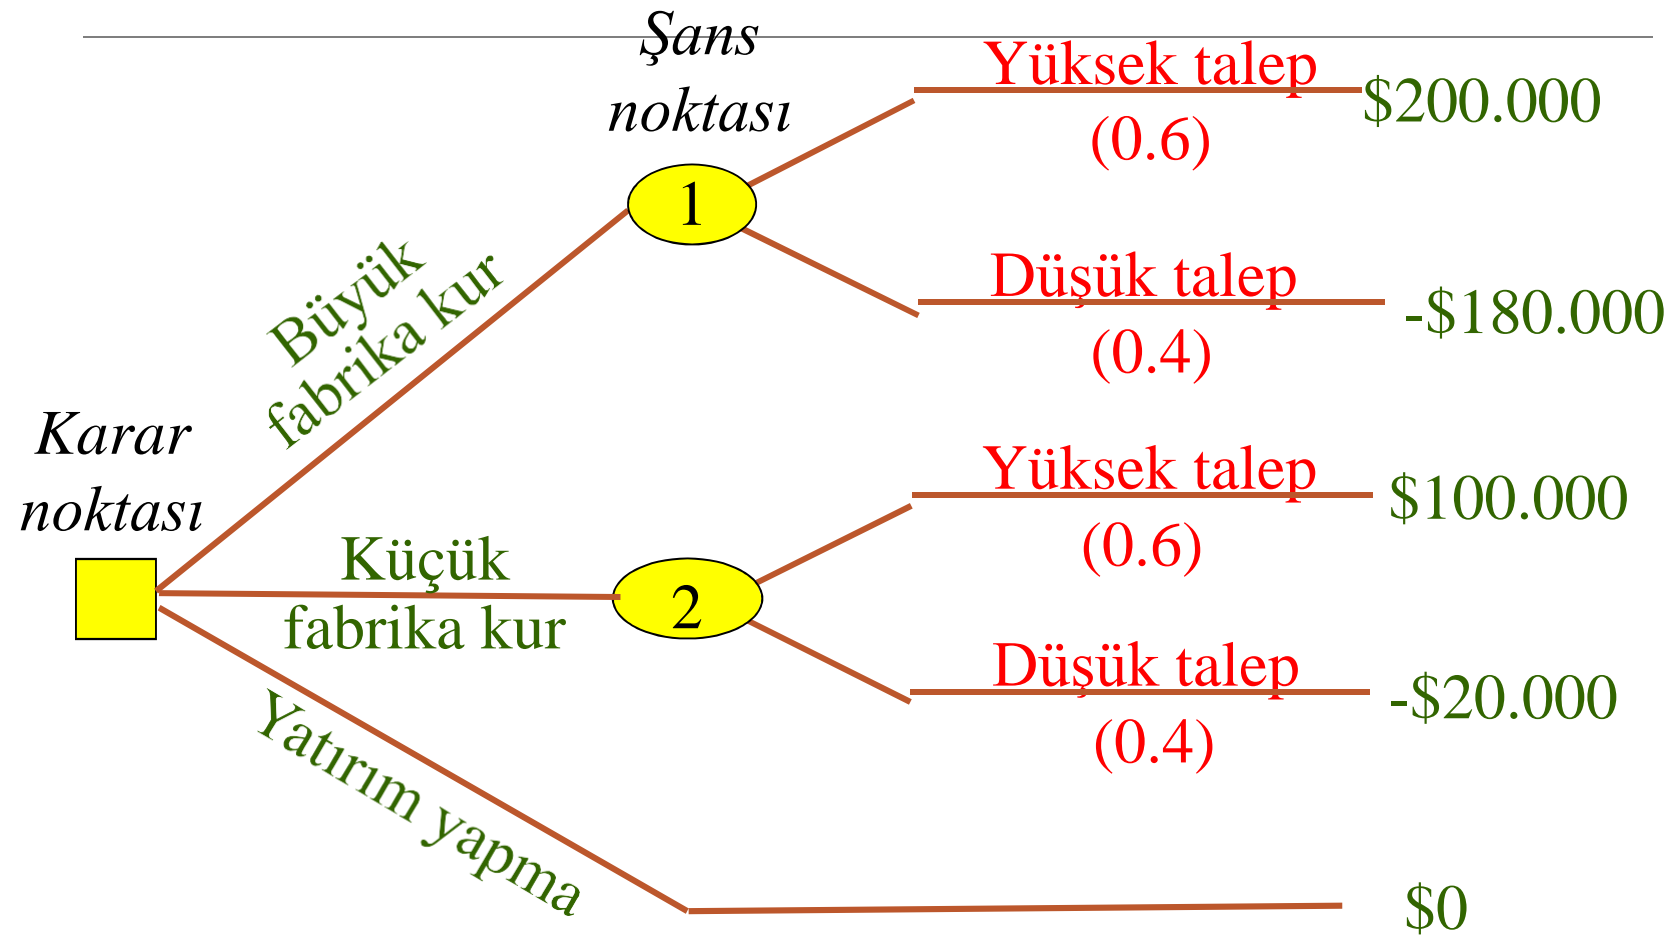 Şans
noktası
Yüksek talep
(0.6)
$200.000
1
Düşük talep
(0.4)
-$180.000
Büyük
fabrika kur
Karar
noktası
Küçük
fabrika kur
2
Yüksek talep
(0.6)
$100.000
Düşük talep
(0.4)
-$20.000
Yatırım yapma
$0